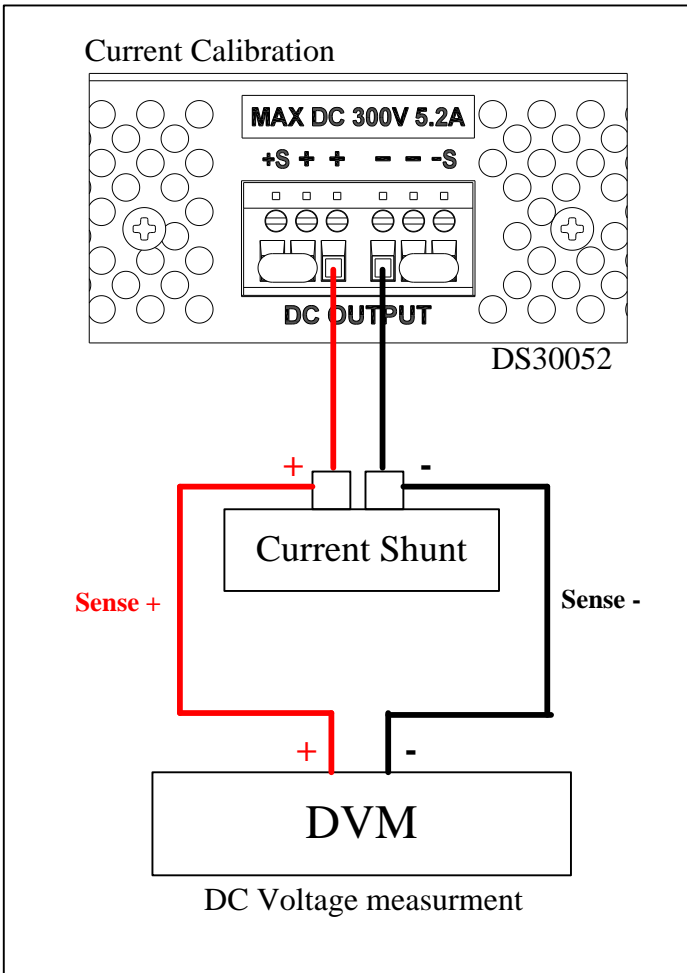 Current Calibration
MAX DC 300V 5.2A
+S + + − − −S
DC OUTPUT
DS30052
+ -
Current Shunt
Sense +
Sense -
+ -
DVM
DC Voltage measurment